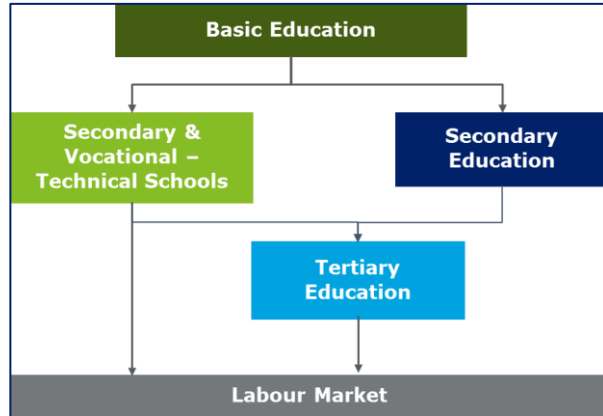 Basic Education
Secondary &
Vocational –
Technical Schools
Secondary
Education
Tertiary
Education
Labour Market